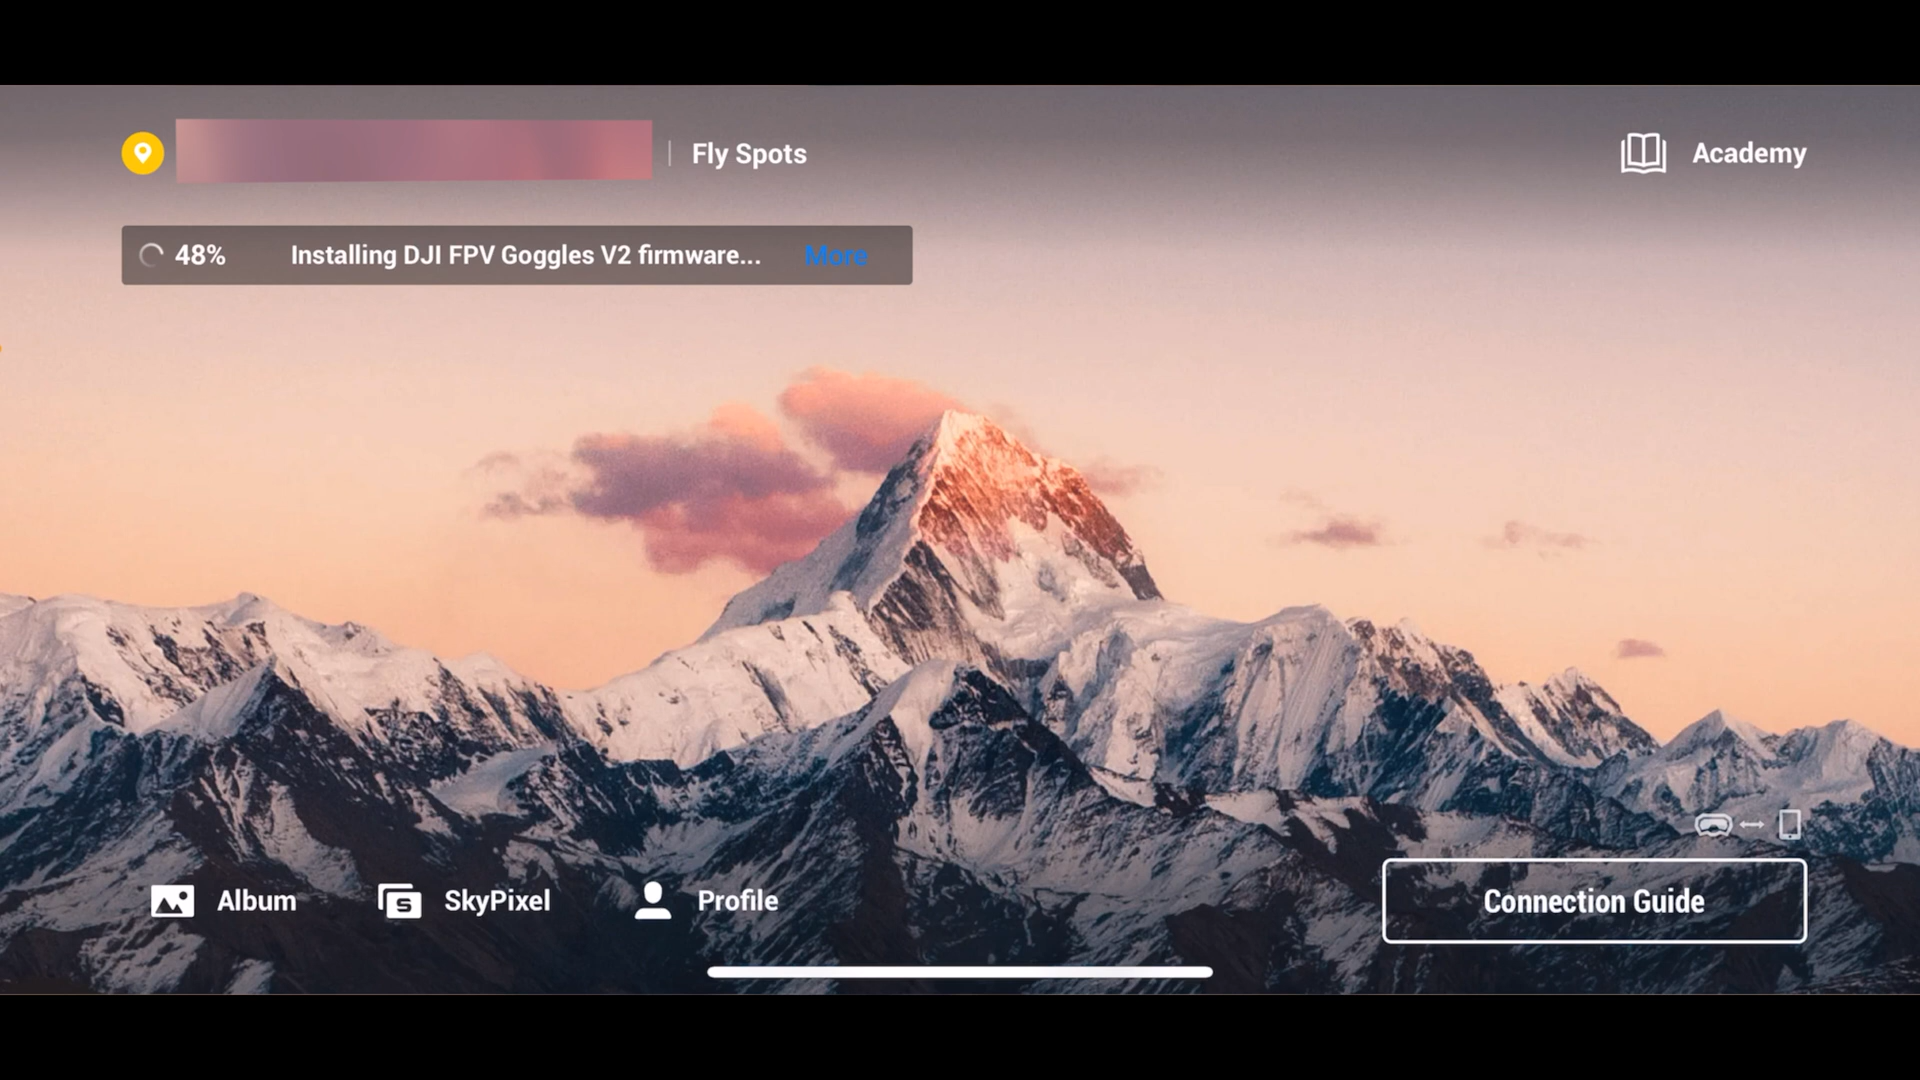 Fly Spots
Academy
48% Installing DJI FPV Goggles V2 firmware... More
Album
SkyPixel
Profile
Connection Guide